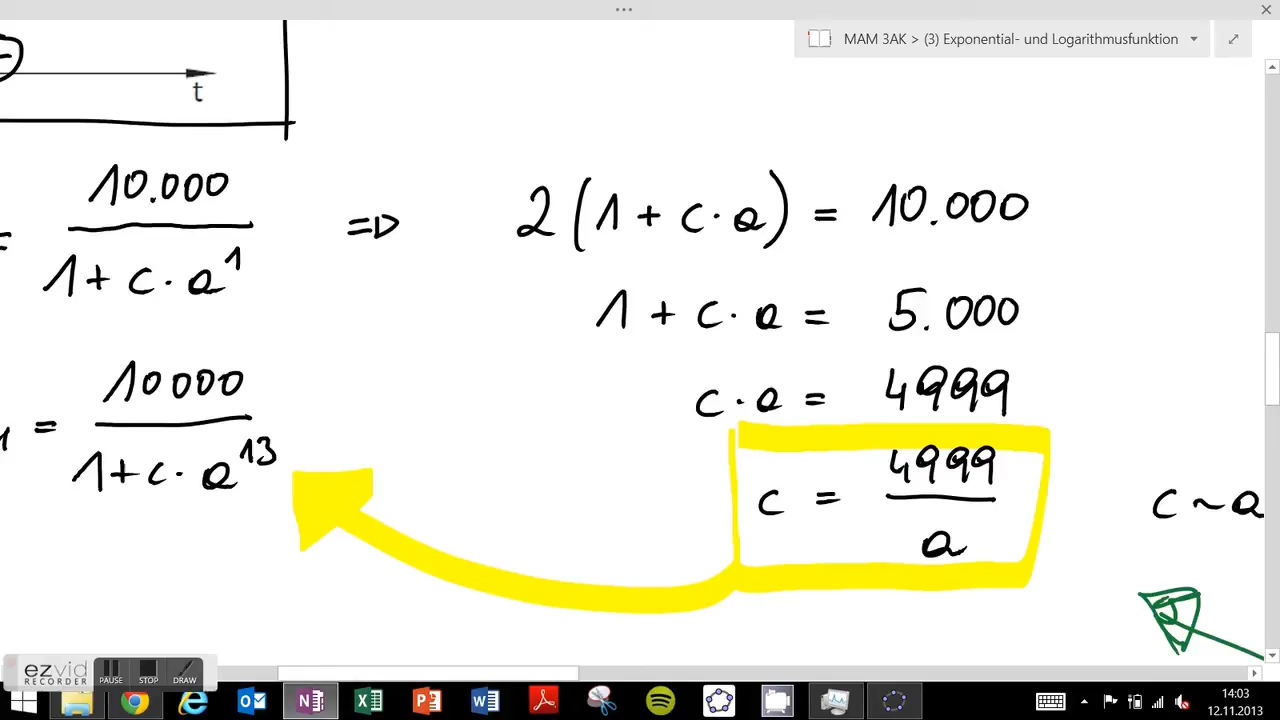 MAM 3AK > (3) Exponential- und Logarithmusfunktion
t
= 10.000 / 1 + c · a^1 => 2 (1 + c · a) = 10.000
1 + c · a = 5.000
c · a = 4999
= 10000 / 1 + c · a^13
c = 4999 / a
c ~ a
ezvid
RECORDER
PAUSE STOP DRAW
14:03
12.11.2013